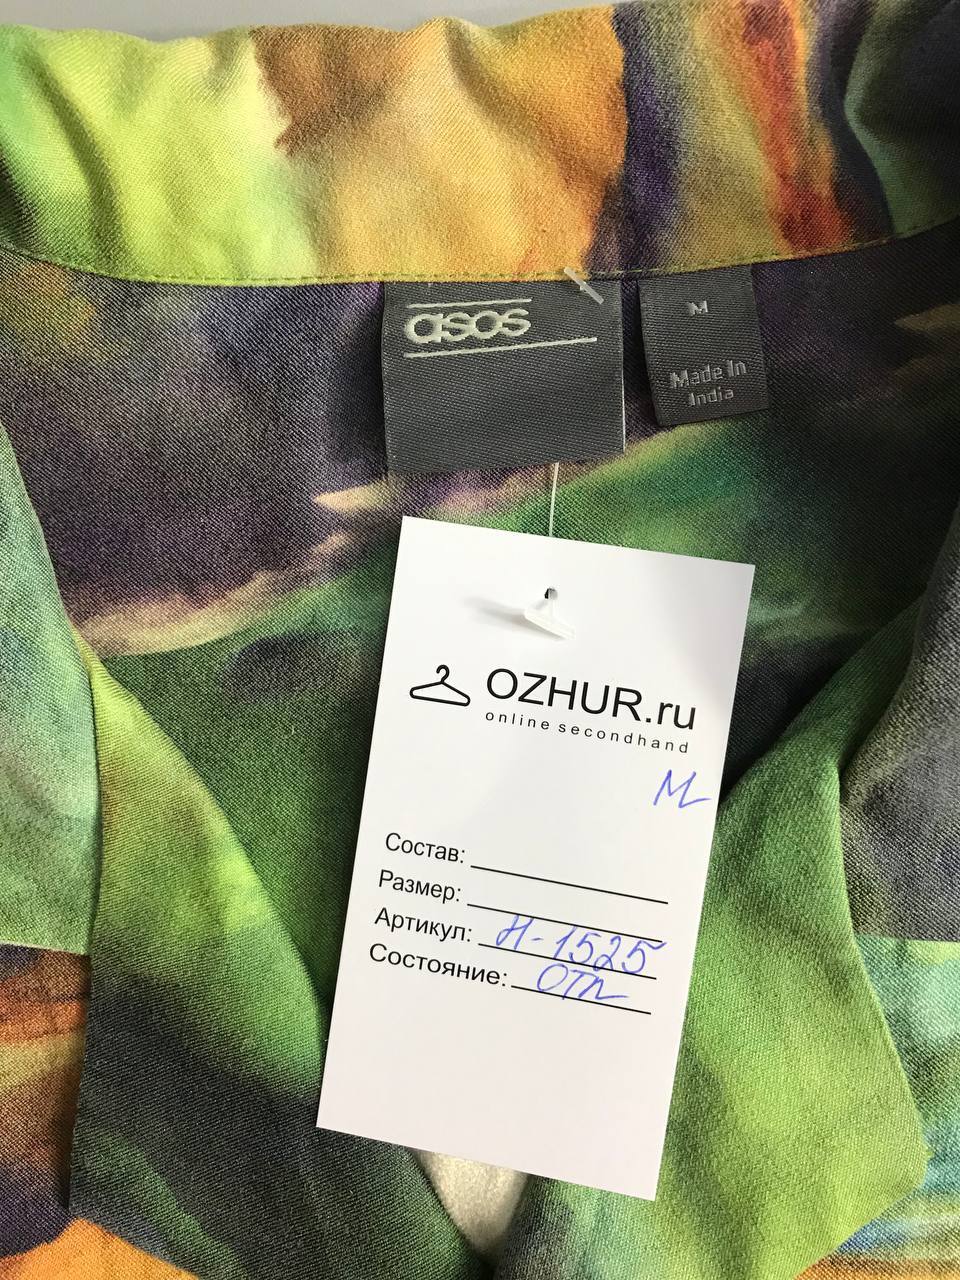 asos
M
Made In
India
OZHUR.ru
online secondhand
M
Состав:
Размер:
Артикул: Н-1525
Состояние: отл